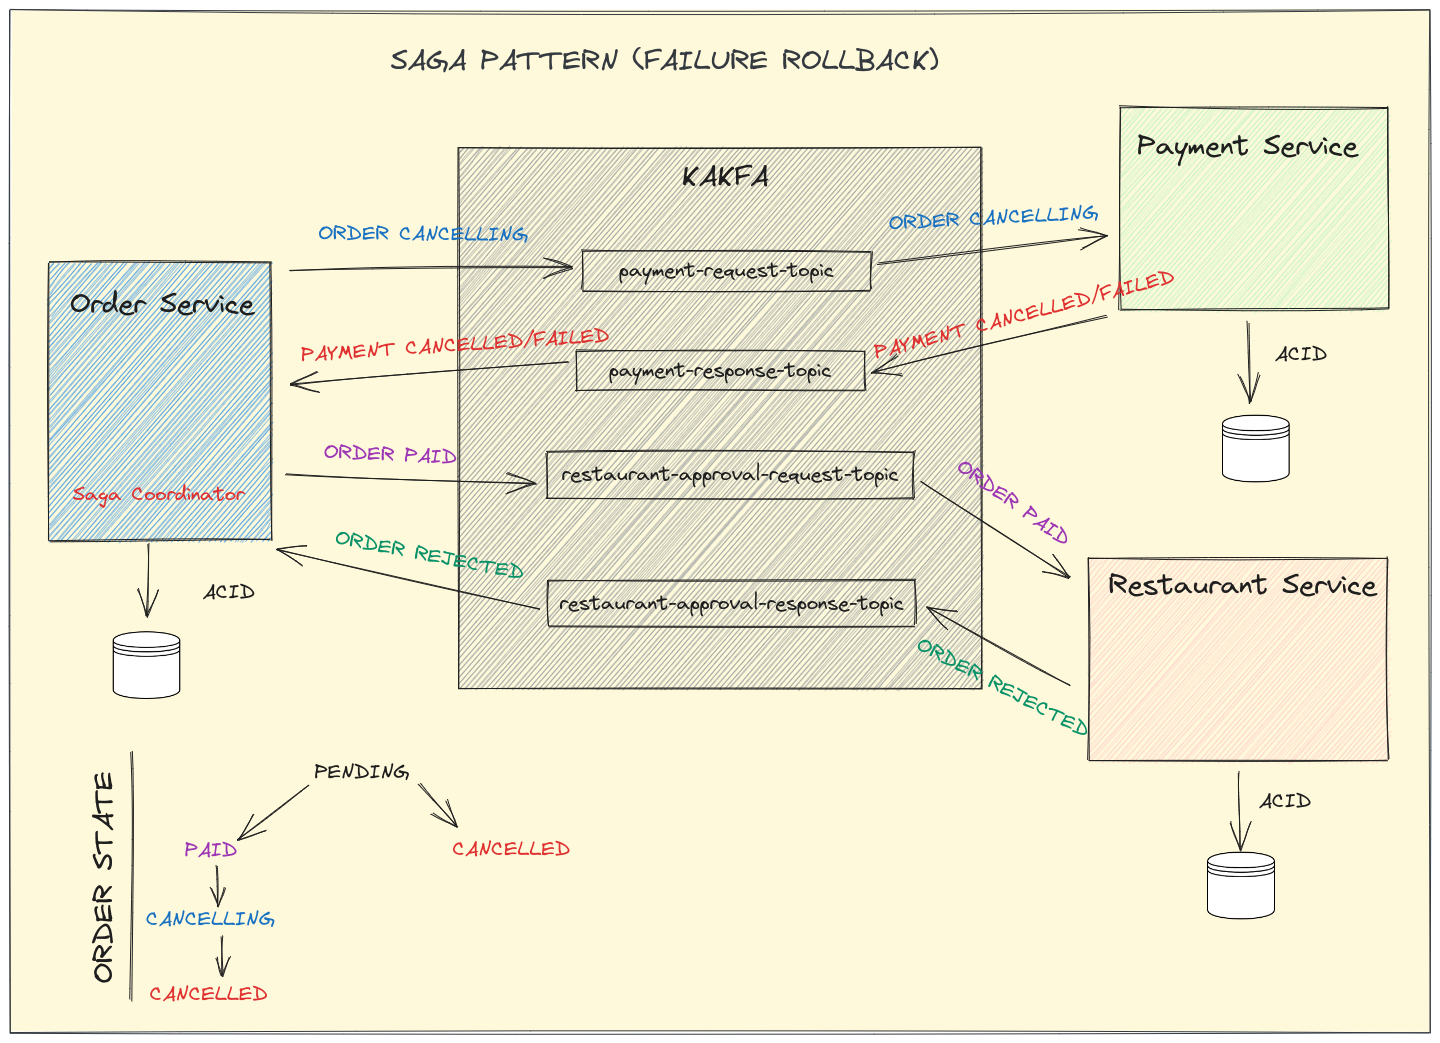 SAGA PATTERN (FAILURE ROLLBACK)
Payment Service
KAKFA
ORDER CANCELLING
ORDER CANCELLING
payment-request-topic
Order Service
PAYMENT CANCELLED/FAILED
PAYMENT CANCELLED/FAILED
payment-response-topic
ACID
ORDER PAID
restaurant-approval-request-topic
ORDER PAID
Saga Coordinator
ORDER REJECTED
restaurant-approval-response-topic
ORDER REJECTED
Restaurant Service
ACID
ACID
ORDER STATE
PENDING
PAID
CANCELLED
CANCELLING
CANCELLED